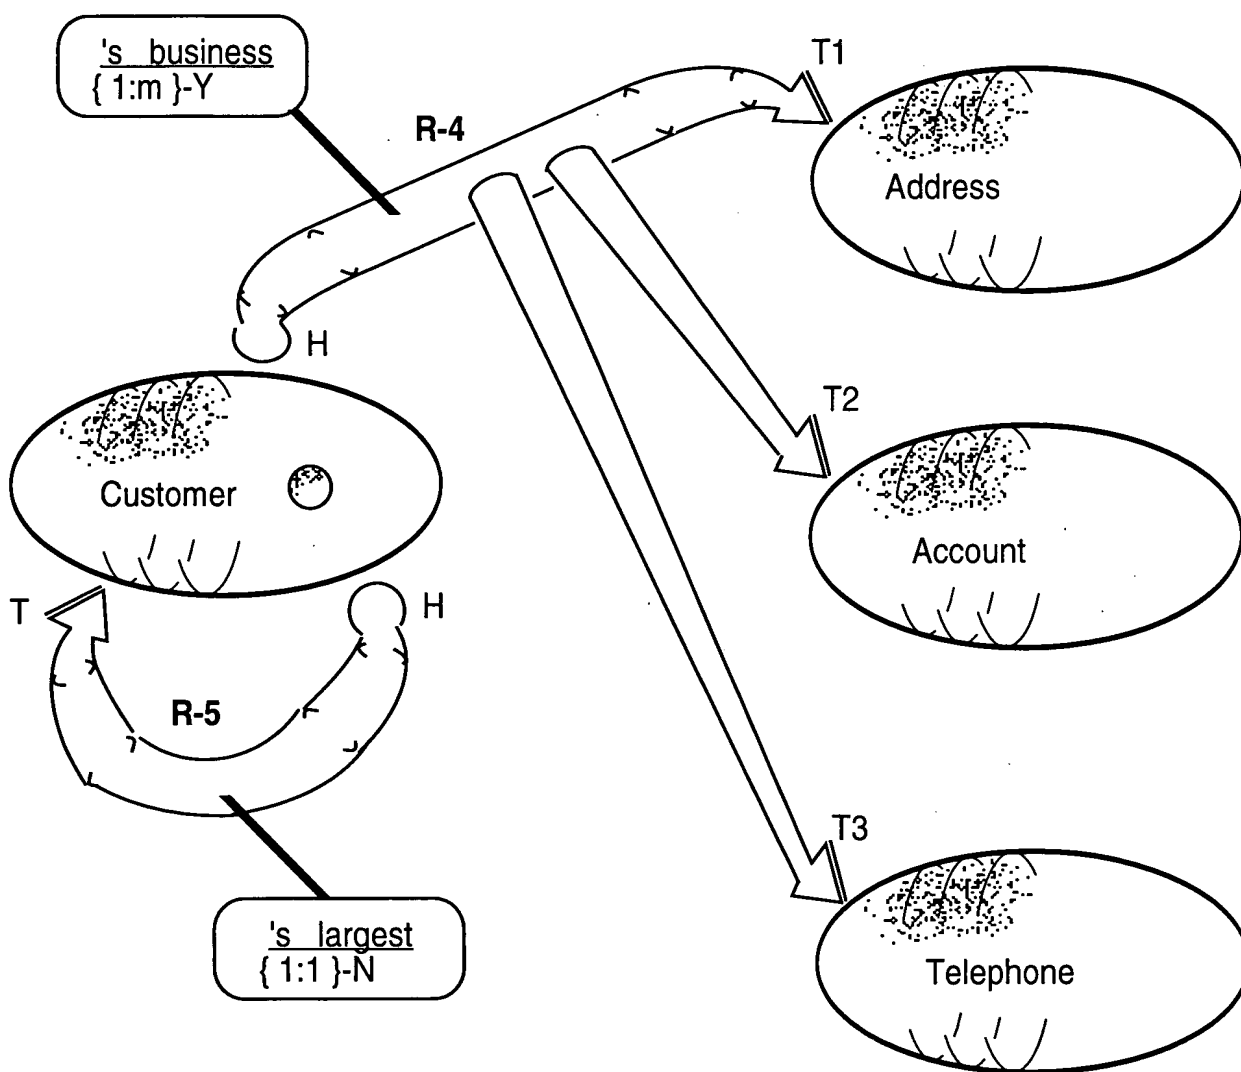 's business
{ 1:m }-Y
T1
R-4
Address
H
T2
Customer
Account
T
H
R-5
T3
's largest
{ 1:1 }-N
Telephone